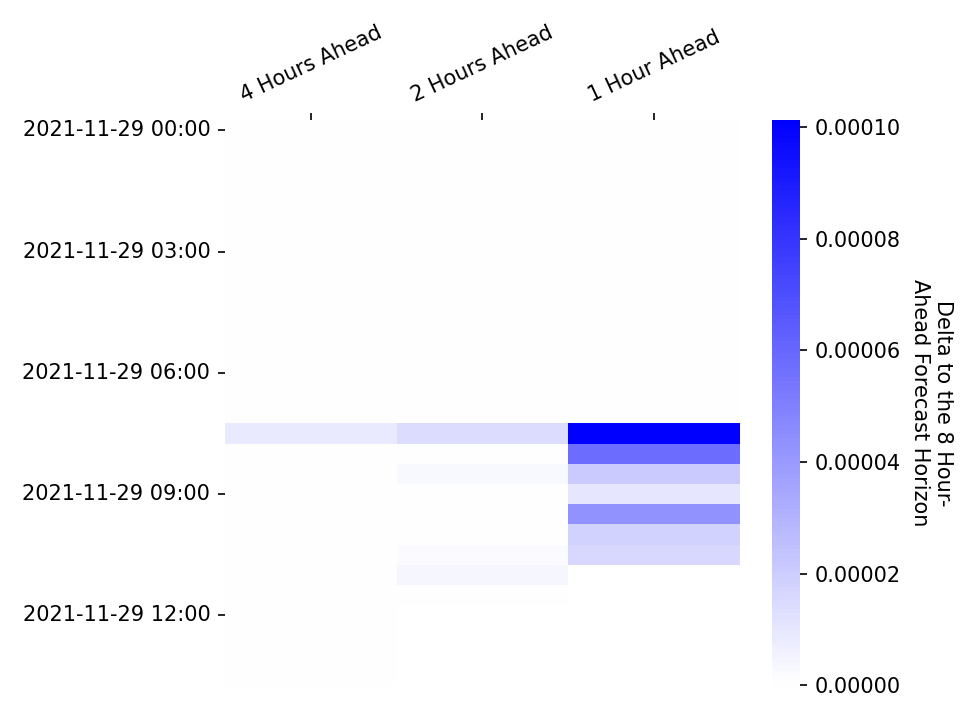 4 Hours Ahead
2 Hours Ahead
1 Hour Ahead
2021-11-29 00:00
2021-11-29 03:00
2021-11-29 06:00
2021-11-29 09:00
2021-11-29 12:00
0.00010
0.00008
0.00006
0.00004
0.00002
0.00000
Delta to the 8 Hour-
Ahead Forecast Horizon